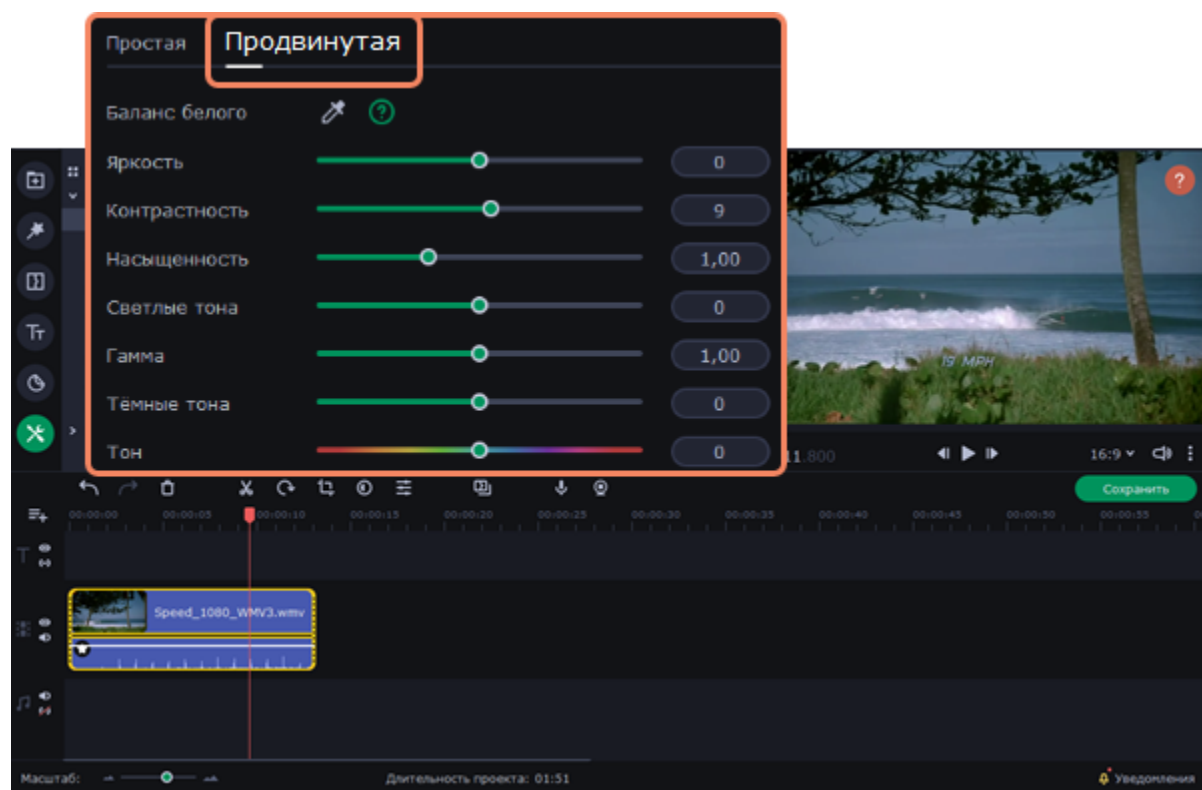 Простая Продвинутая
Баланс белого ?
Яркость 0
Контрастность 9
Насыщенность 1,00
Светлые тона 0
Гамма 1,00
Тёмные тона 0
Тон 0
?
Тт
19 MPH
11.800
16:9
Сохранить
00:00:00 00:00:05 00:00:10 00:00:15 00:00:20 00:00:25 00:00:30 00:00:35 00:00:40 00:00:45 00:00:50 00:00:55
T
Speed_1080_WMV3.wmv
Масштаб: Длительность проекта: 01:51 Уведомления